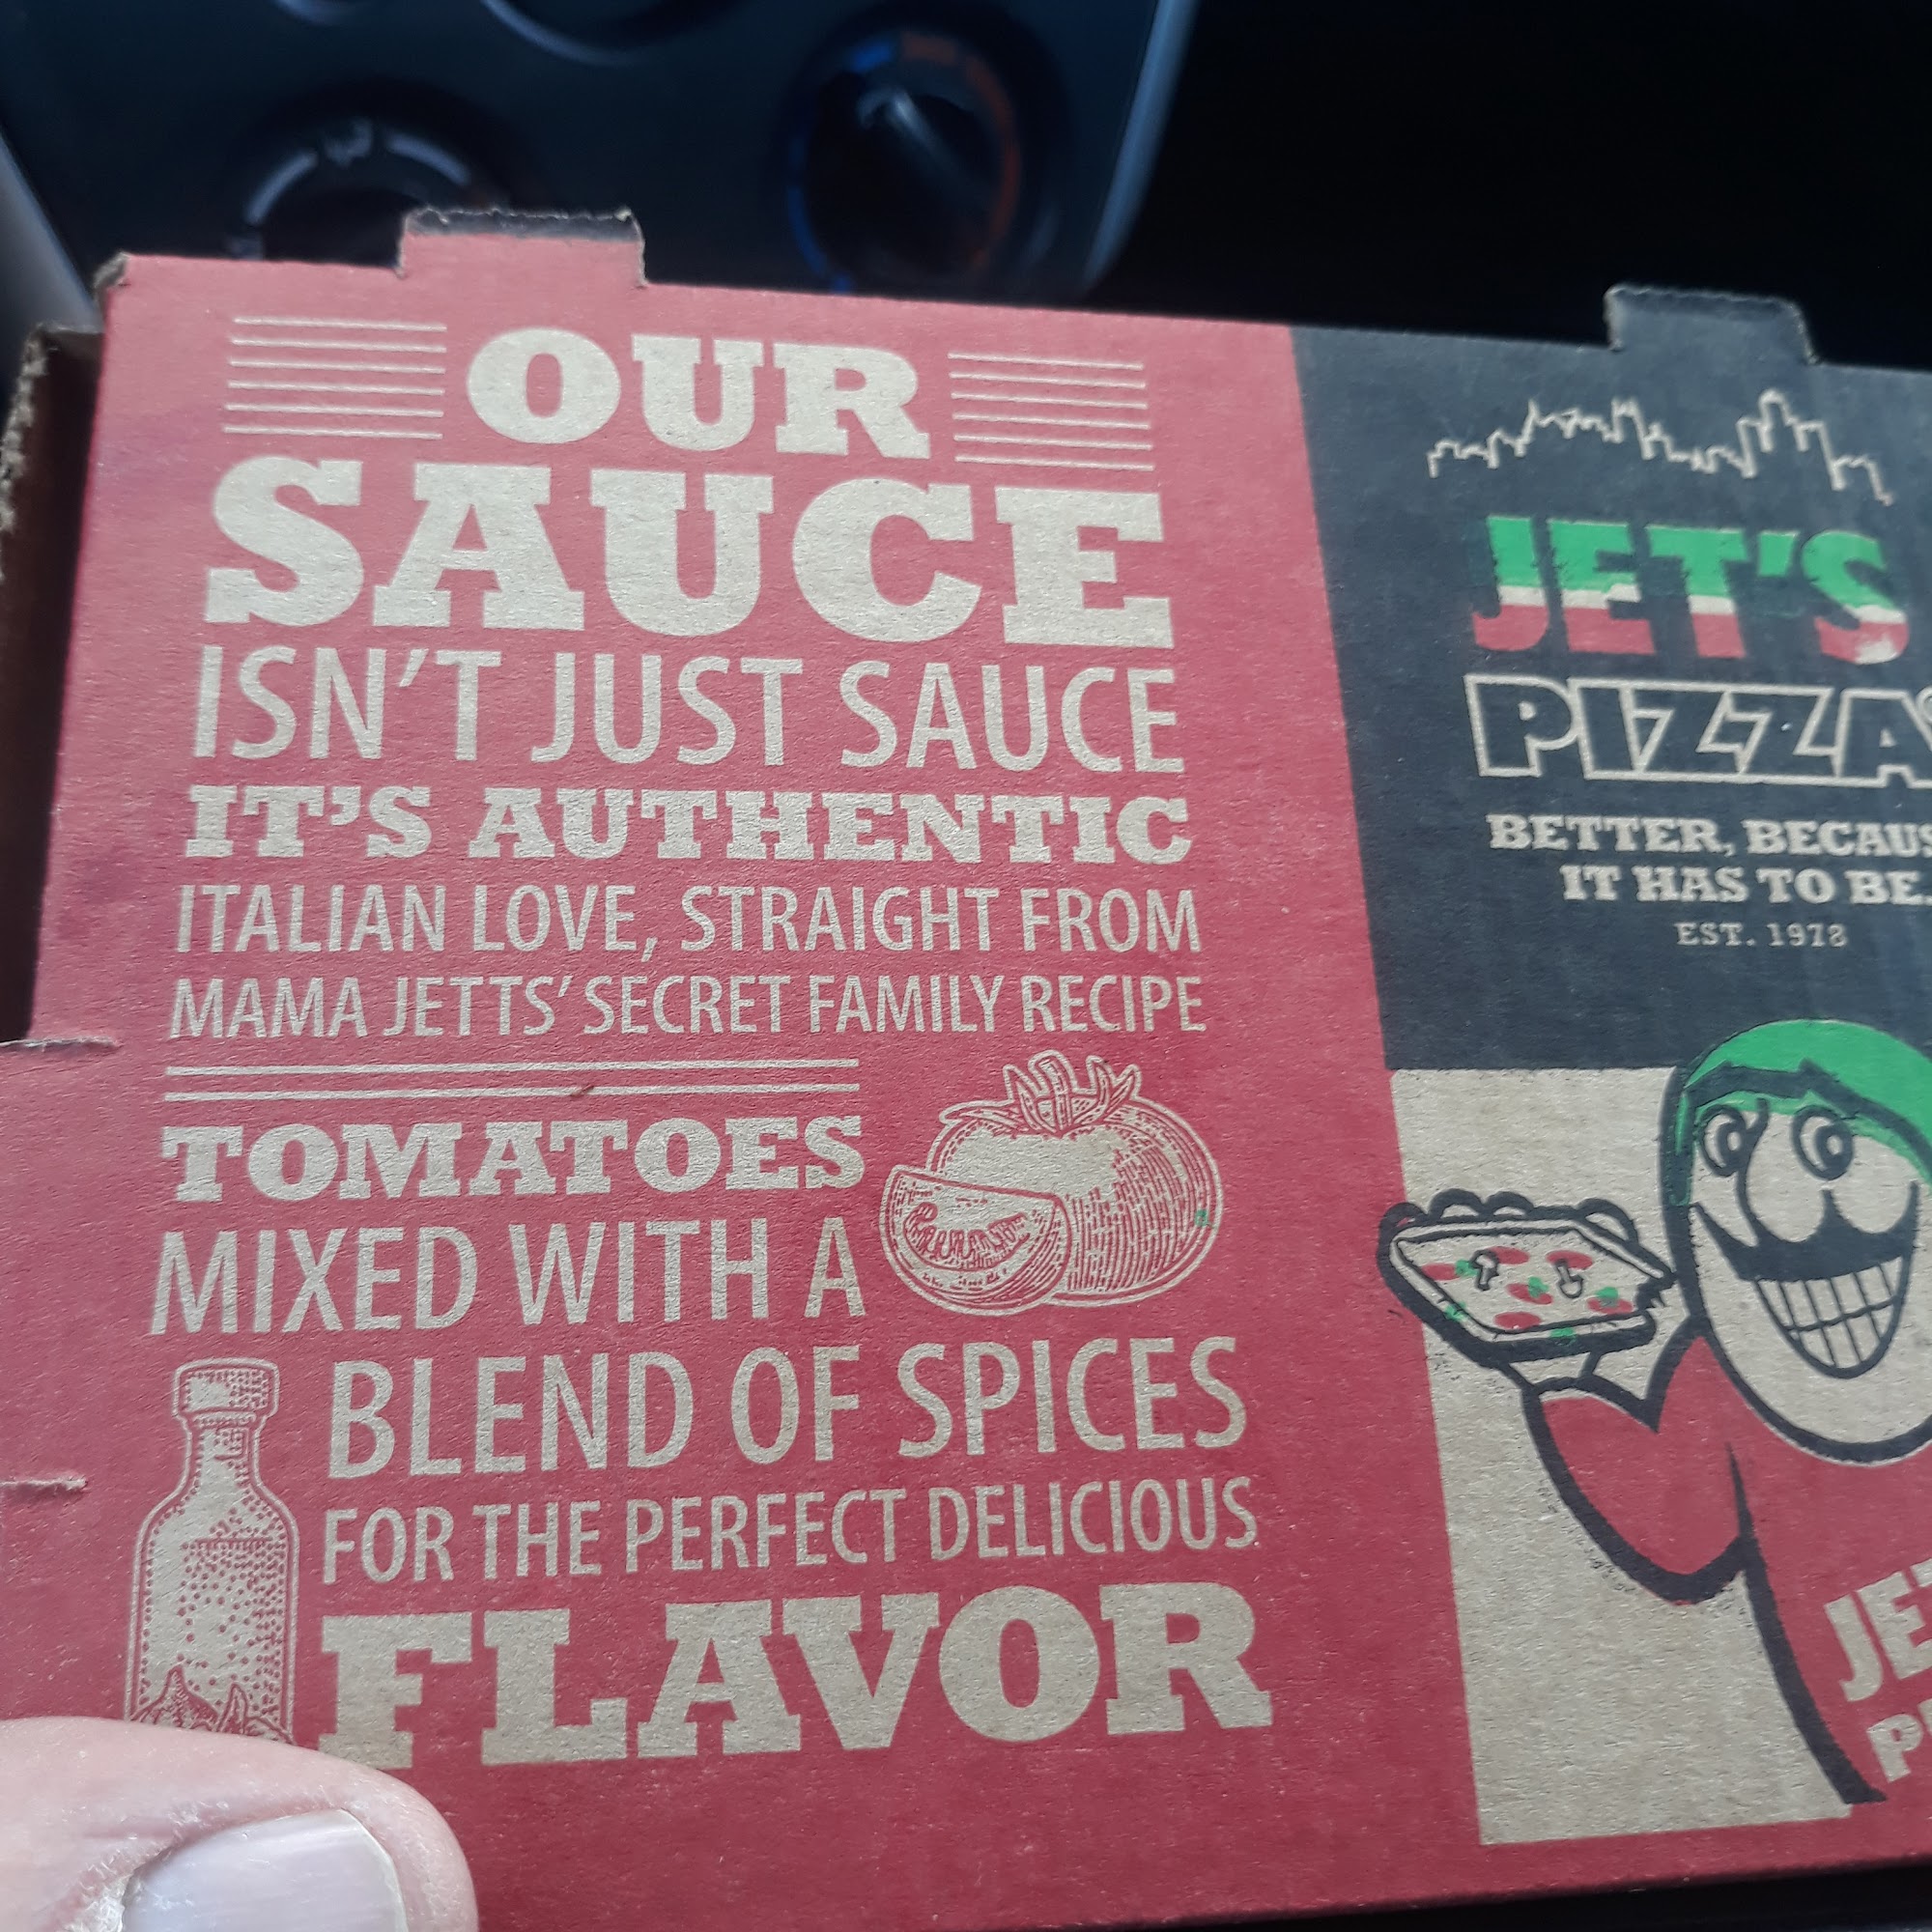 OUR
SAUCE
ISN'T JUST SAUCE
IT'S AUTHENTIC
ITALIAN LOVE, STRAIGHT FROM
MAMA JETTS' SECRET FAMILY RECIPE
TOMATOES
MIXED WITH A
BLEND OF SPICES
FOR THE PERFECT DELICIOUS
FLAVOR
JET'S
PIZZA
BETTER, BECAUS
IT HAS TO BE.
EST. 1978